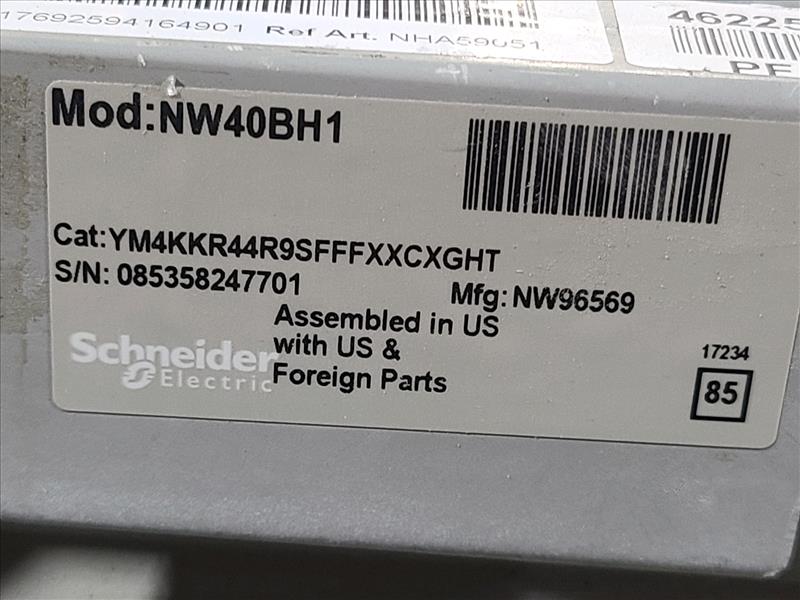 17692594164901 Ref Art. NHA59051
46225
PE
Mod:NW40BH1
Cat:YM4KKR44R9SFFFXXCXGHT
S/N: 085358247701
Mfg: NW96569
Assembled in US
with US &
Foreign Parts
Schneider
Electric
17234
85